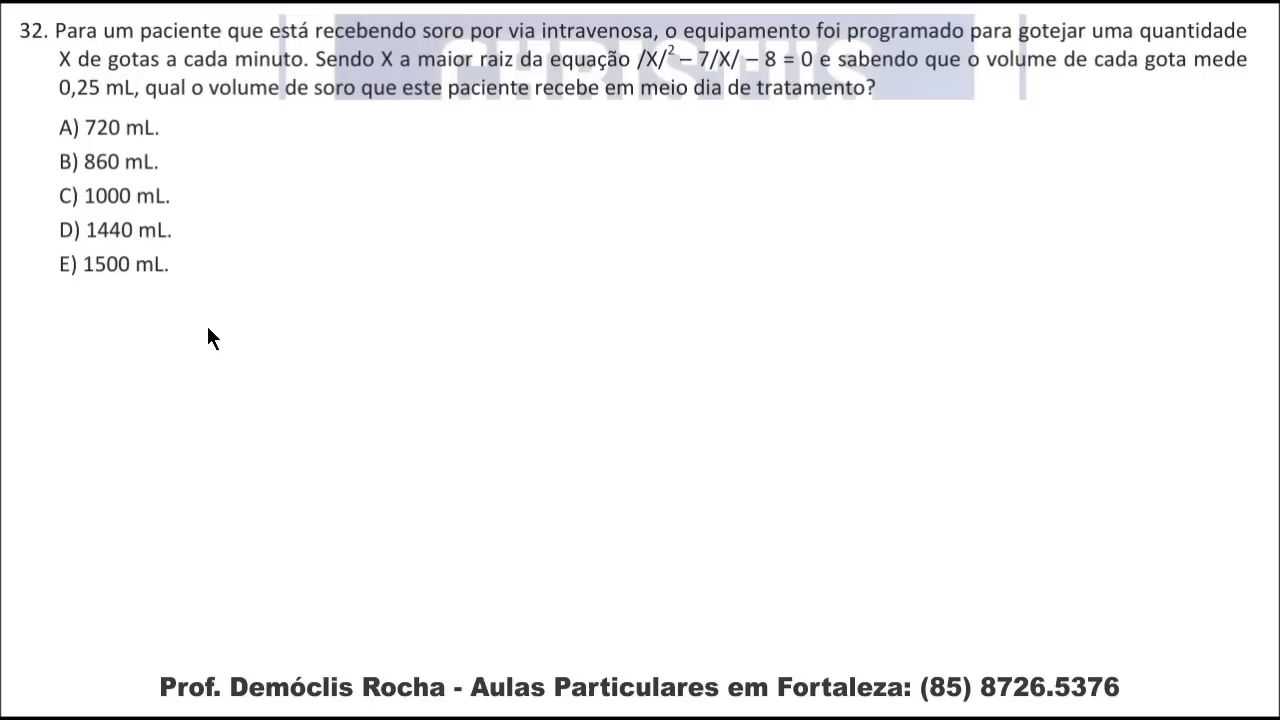 32. Para um paciente que está recebendo soro por via intravenosa, o equipamento foi programado para gotejar uma quantidade
X de gotas a cada minuto. Sendo X a maior raiz da equação /X/² – 7/X/ – 8 = 0 e sabendo que o volume de cada gota mede
0,25 mL, qual o volume de soro que este paciente recebe em meio dia de tratamento?
A) 720 mL.
B) 860 mL.
C) 1000 mL.
D) 1440 mL.
E) 1500 mL.
Prof. Demóclis Rocha - Aulas Particulares em Fortaleza: (85) 8726.5376